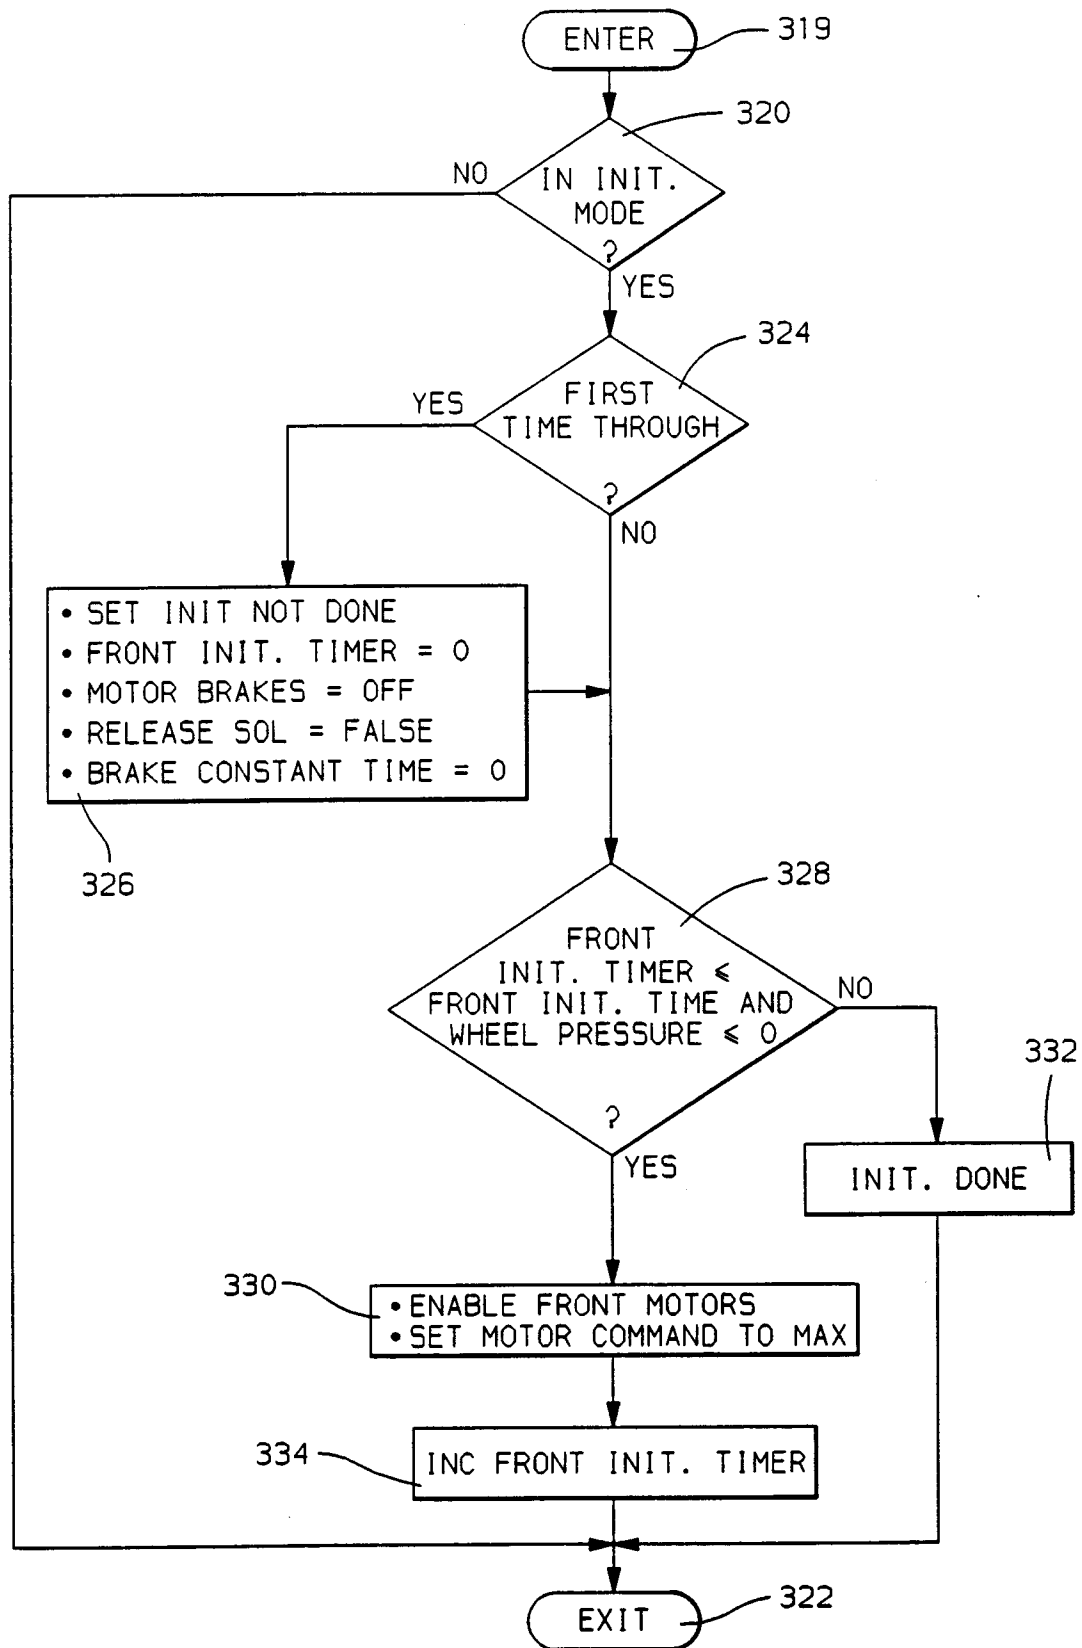 ENTER
319
320
NO
IN INIT.
MODE
?
YES
324
YES
FIRST
TIME THROUGH
?
NO
• SET INIT NOT DONE
• FRONT INIT. TIMER = 0
• MOTOR BRAKES = OFF
• RELEASE SOL = FALSE
• BRAKE CONSTANT TIME = 0
326
328
FRONT
INIT. TIMER ⩽
FRONT INIT. TIME AND
WHEEL PRESSURE ⩽ 0
?
NO
YES
332
INIT. DONE
330
• ENABLE FRONT MOTORS
• SET MOTOR COMMAND TO MAX
334
INC FRONT INIT. TIMER
EXIT
322